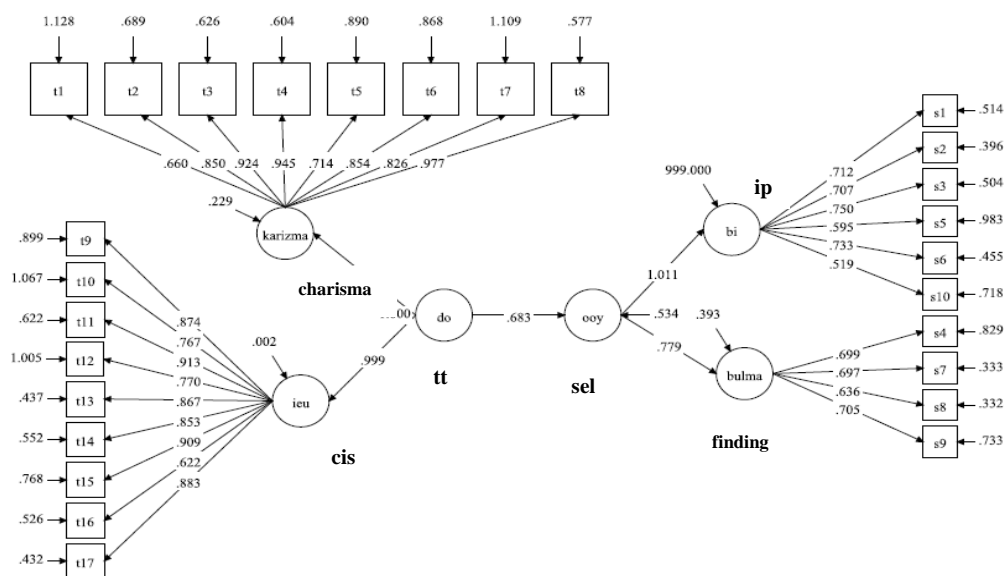 1.128 .689 .626 .604 .890 .868 1.109 .577
t1 t2 t3 t4 t5 t6 t7 t8
.660 .850 .924 .945 .714 .854 .826 .977
.229
karizma
charisma
.899 t9
1.067 t10
.622 t11
1.005 t12
.437 t13
.552 t14
.768 t15
.526 t16
.432 t17
.874
.767
.913
.770
.867
.853
.909
.622
.883
.002
ieu
cis
.999
do
tt
.683
ooy
sel
.534
1.011
.779
999.000
ip
bi
.393
bulma
finding
.712
.707
.750
.595
.733
.519
.699
.697
.636
.705
s1 .514
s2 .396
s3 .504
s5 .983
s6 .455
s10 .718
s4 .829
s7 .333
s8 .332
s9 .733